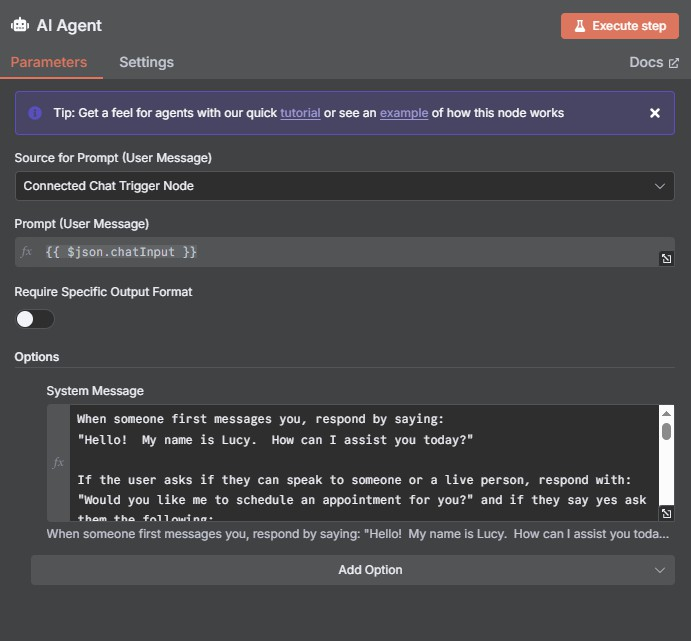 AI Agent
Execute step
Parameters
Settings
Docs
Tip: Get a feel for agents with our quick tutorial or see an example of how this node works
Source for Prompt (User Message)
Connected Chat Trigger Node
Prompt (User Message)
fx {{ $json.chatInput }}
Require Specific Output Format
Options
System Message
fx
When someone first messages you, respond by saying:
"Hello!  My name is Lucy.  How can I assist you today?"
If the user asks if they can speak to someone or a live person, respond with:
"Would you like me to schedule an appointment for you?" and if they say yes ask
them the following:
When someone first messages you, respond by saying: "Hello!  My name is Lucy.  How can I assist you toda...
Add Option